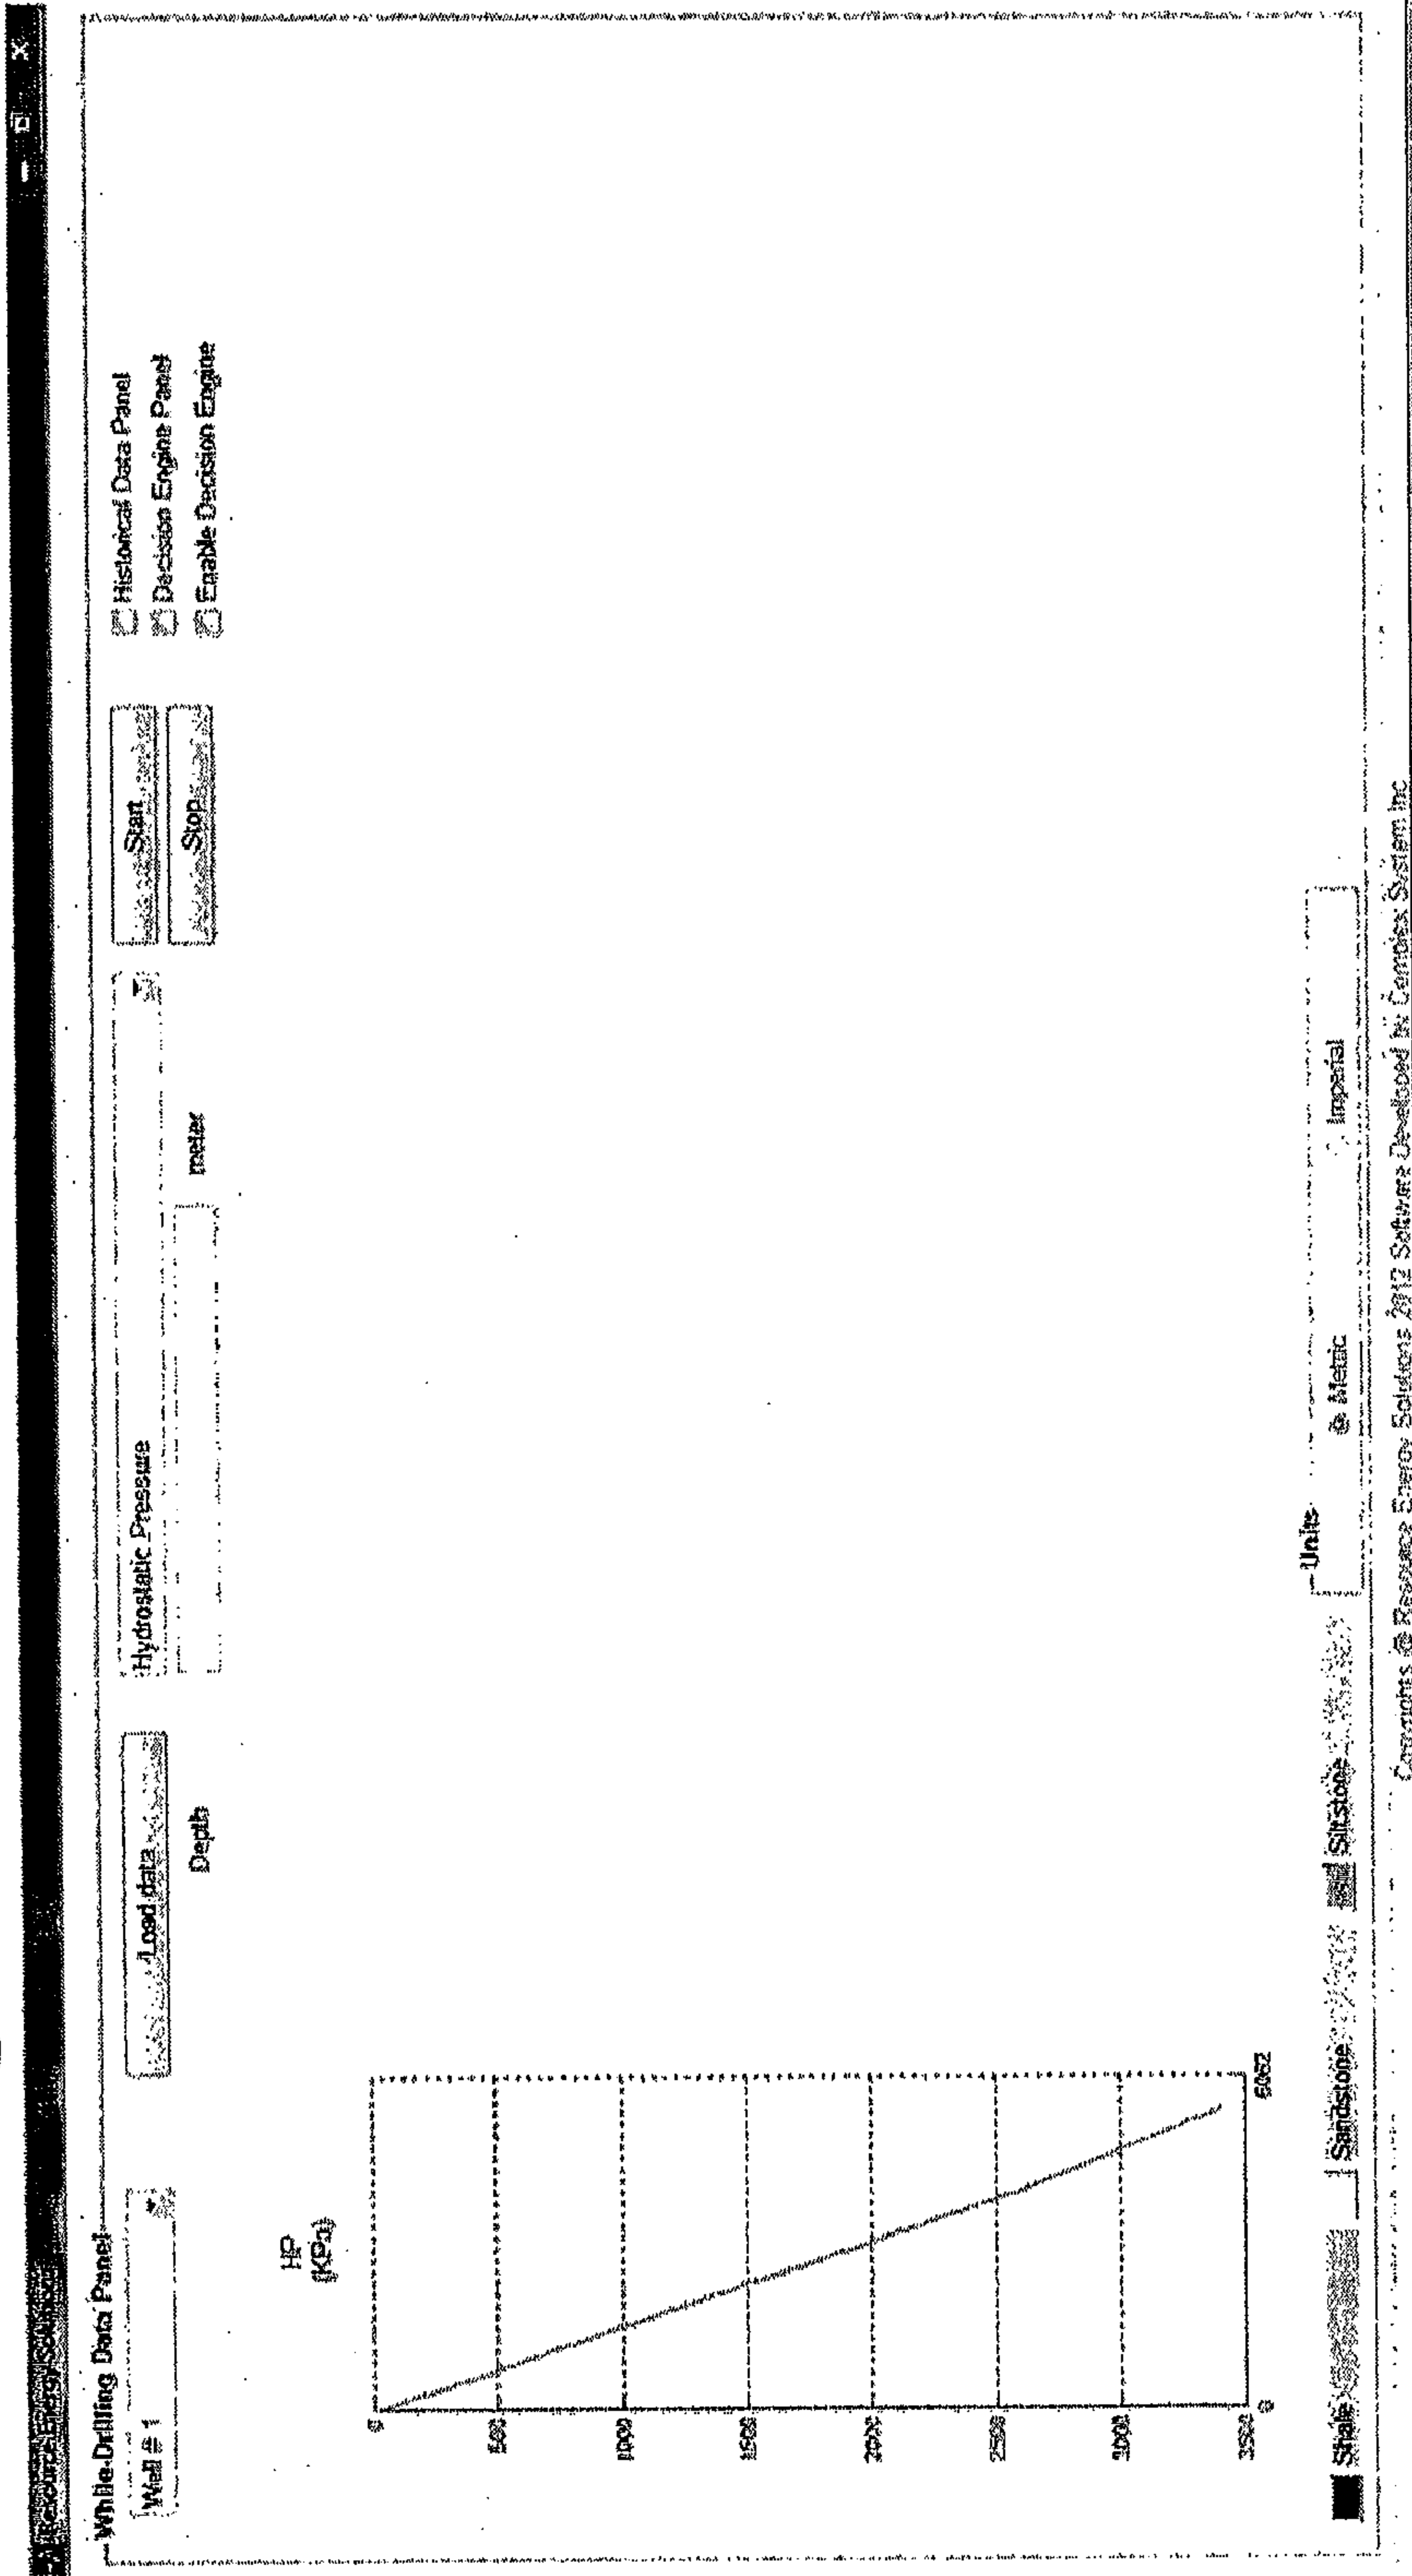 Resource Energy Solutions
While-Drilling Data Panel
Well # 1
Load data
Hydrostatic Pressure
Start
Historical Data Panel
Decision Engine Panel
Depth
meter
Stop
Enable Decision Engine
HP
(KPa)
0
500
1000
1500
2000
2500
3000
3500
0
Shale
Sandstone
Siltstone
Units
Metric
Imperial
Copyrights @ Resource Energy Solutions 2012 Software Developed by Complex System Inc